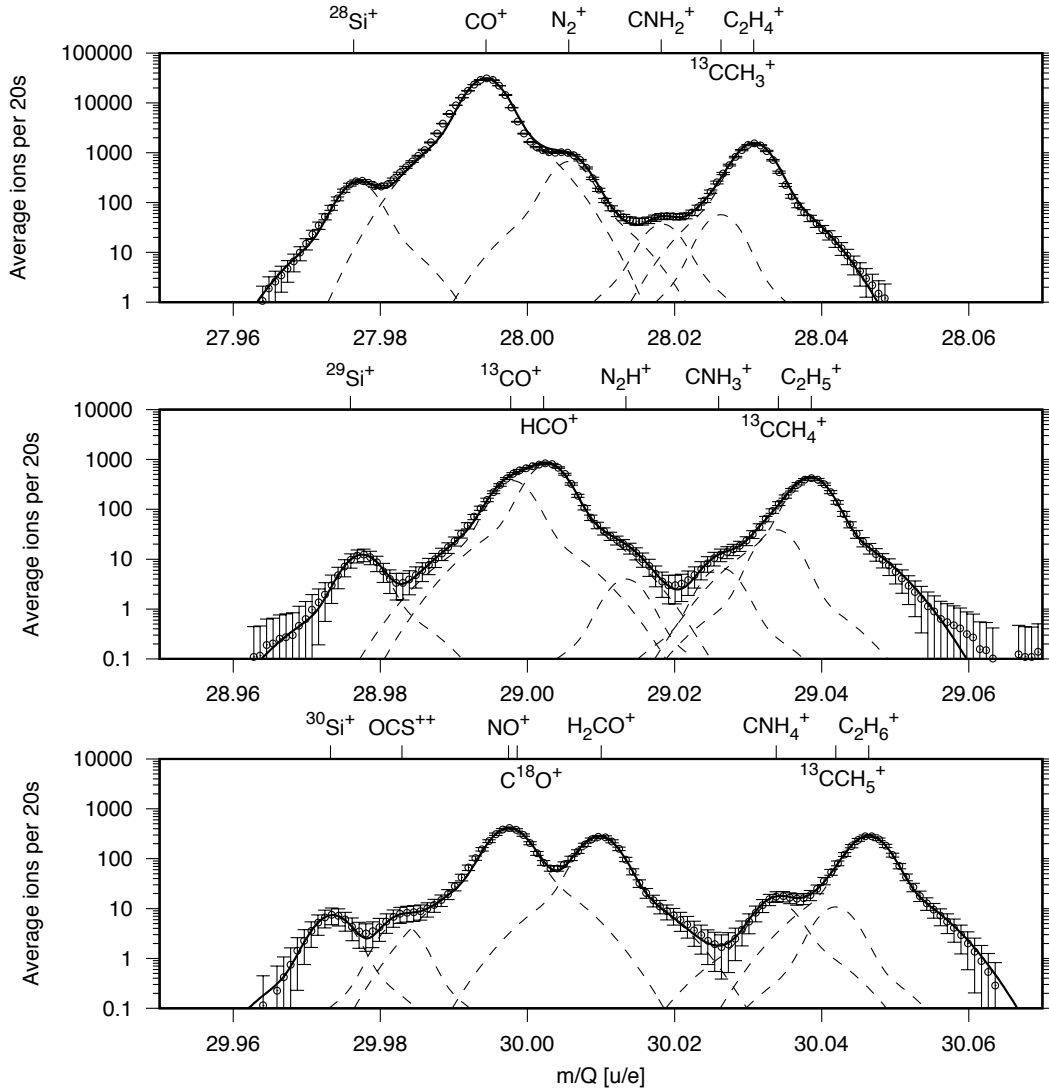 ²⁸Si⁺ CO⁺ N₂⁺ CNH₂⁺ C₂H₄⁺
¹³CCH₃⁺
Average ions per 20s
100000
10000
1000
100
10
1
27.96 27.98 28.00 28.02 28.04 28.06
²⁹Si⁺ ¹³CO⁺ N₂H⁺ CNH₃⁺ C₂H₅⁺
HCO⁺ ¹³CCH₄⁺
Average ions per 20s
10000
1000
100
10
1
0.1
28.96 28.98 29.00 29.02 29.04 29.06
³⁰Si⁺ OCS⁺⁺ NO⁺ H₂CO⁺ CNH₄⁺ C₂H₆⁺
C¹⁸O⁺ ¹³CCH₅⁺
Average ions per 20s
10000
1000
100
10
1
0.1
29.96 29.98 30.00 30.02 30.04 30.06
m/Q [u/e]